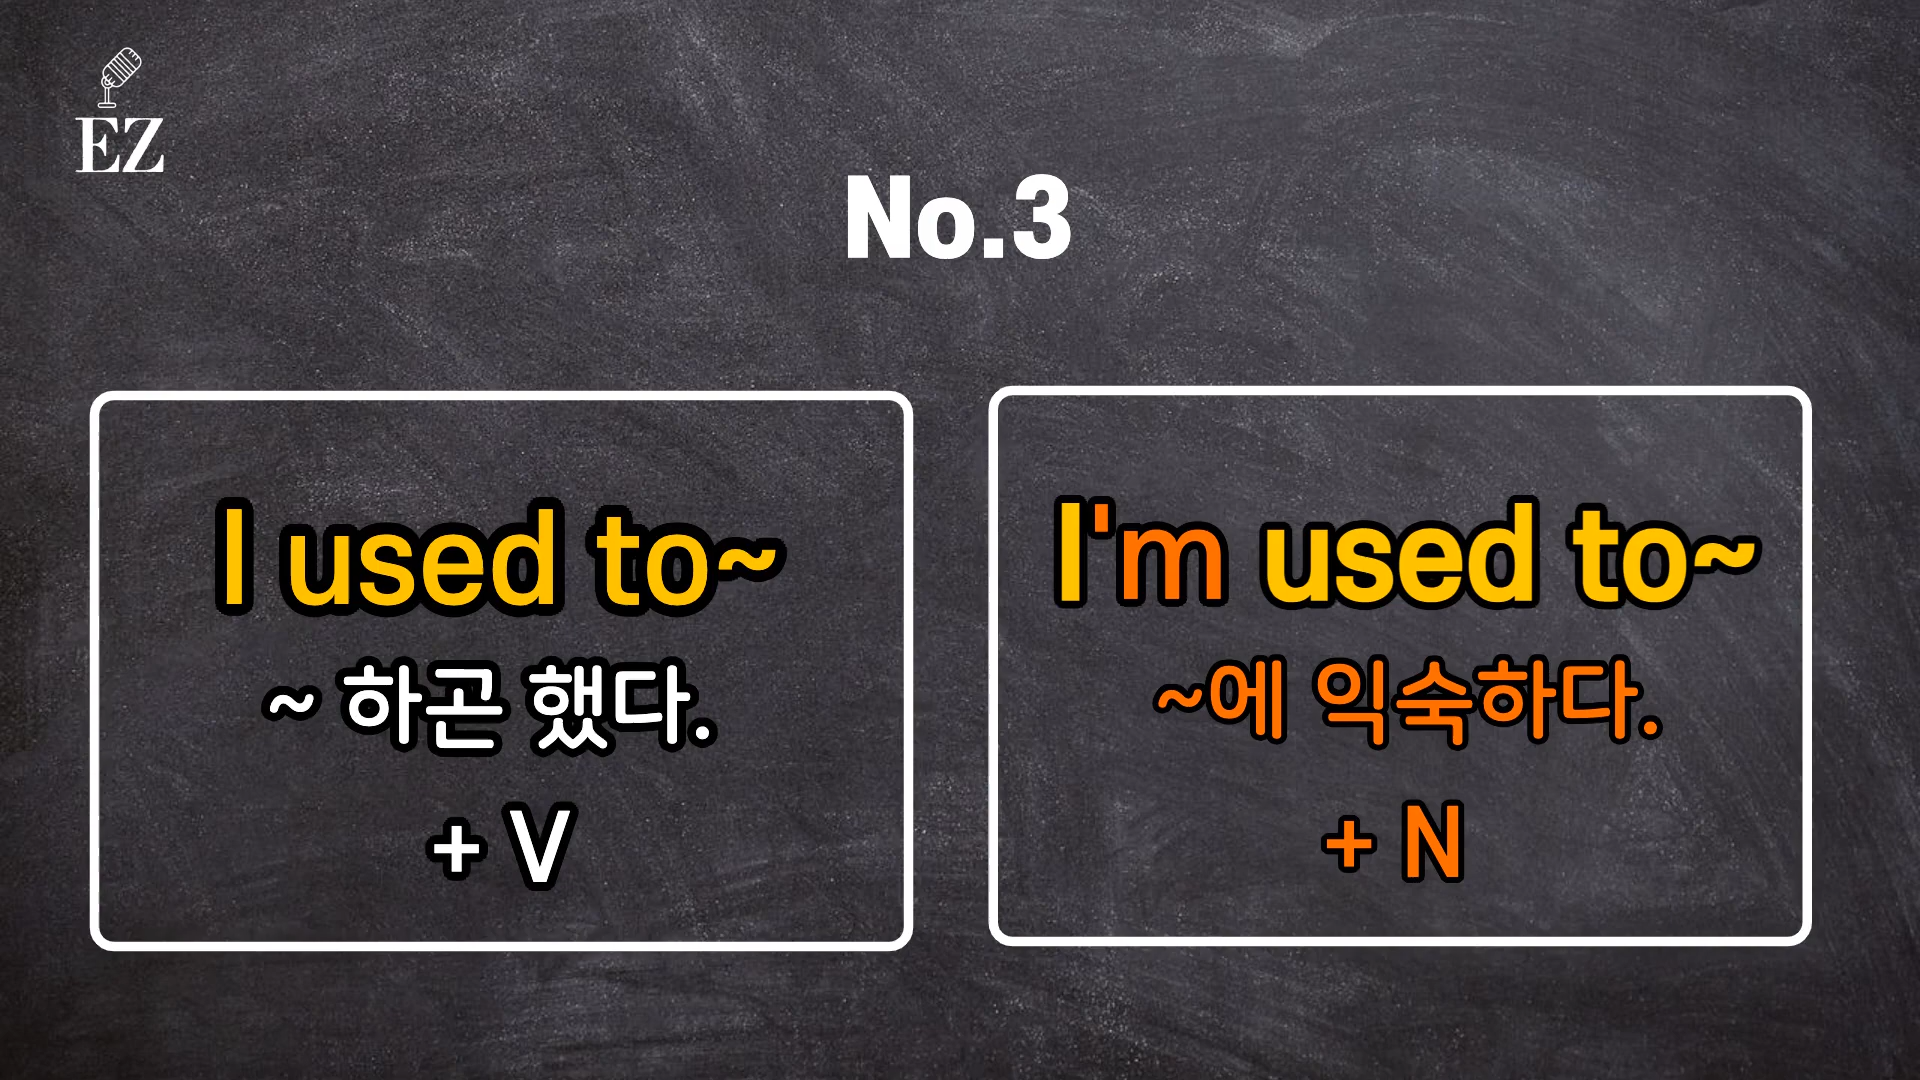 EZ
No.3
I used to~
~ 하곤 했다.
+ V
I'm used to~
~에 익숙하다.
+ N